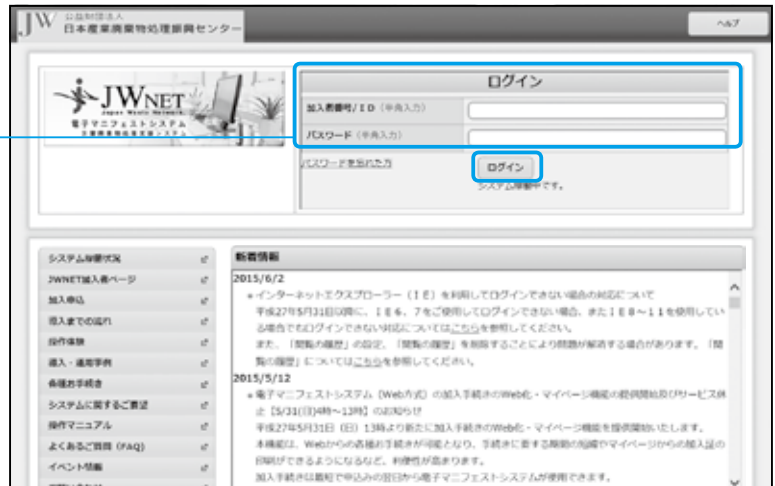 JW 公益財団法人
日本産業廃棄物処理振興センター
ヘルプ
JWNET
Japan Waste Network
電子マニフェストシステム
ログイン
加入者番号/ID（半角入力）
パスワード（半角入力）
パスワードを忘れた方
ログイン
システム稼働中です。
システム稼働状況
JWNET加入者ページ
加入申込
導入までの流れ
操作体験
導入・運用事例
各種お手続き
システムに関するご要望
操作マニュアル
よくあるご質問（FAQ）
イベント情報
新着情報
2015/6/2
インターネットエクスプローラー（IE）を利用してログインできない場合の対応について
平成27年5月31日以降に、IE6、7をご使用してログインできない場合、またIE8～11を使用してい
る場合でもログインできない対応についてはこちらを参照してください。
また、「閲覧の履歴」の設定、「閲覧の履歴」を削除することにより問題が解消する場合があります。「閲
覧の履歴」についてはこちらを参照してください。
2015/5/12
電子マニフェストシステム（Web方式）の加入手続きのWeb化・マイページ機能の提供開始及びサービス休
止【5/31(日)4時～13時】のお知らせ
平成27年5月31日（日）13時より新たに加入手続きのWeb化・マイページ機能を提供開始いたします。
本機能は、Webからの各種お手続きが可能となり、手続きに要する期間の短縮やマイページからの加入証の
印刷ができるようになるなど、利便性が高まります。
加入手続きは最短で申込みの翌日から電子マニフェストシステムが使用できます。